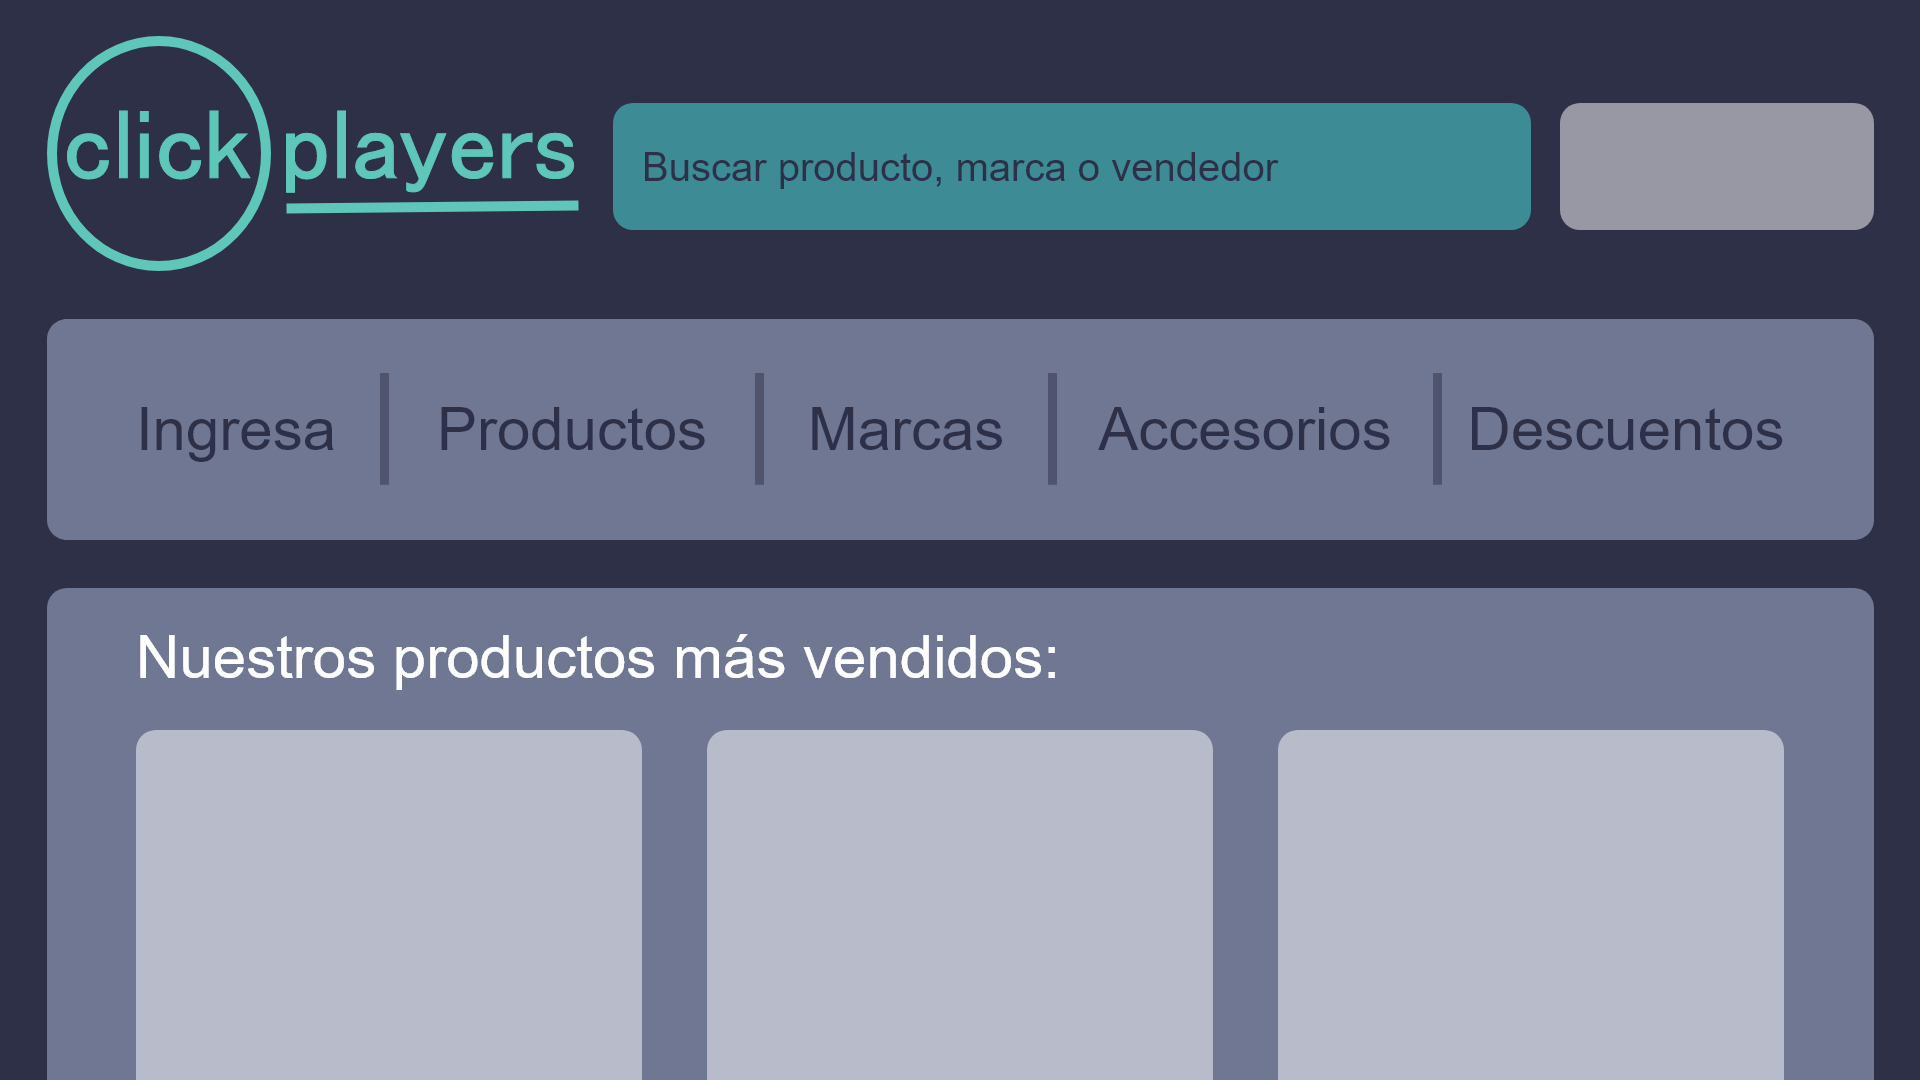 click players
Buscar producto, marca o vendedor
Ingresa Productos Marcas Accesorios Descuentos
Nuestros productos más vendidos: